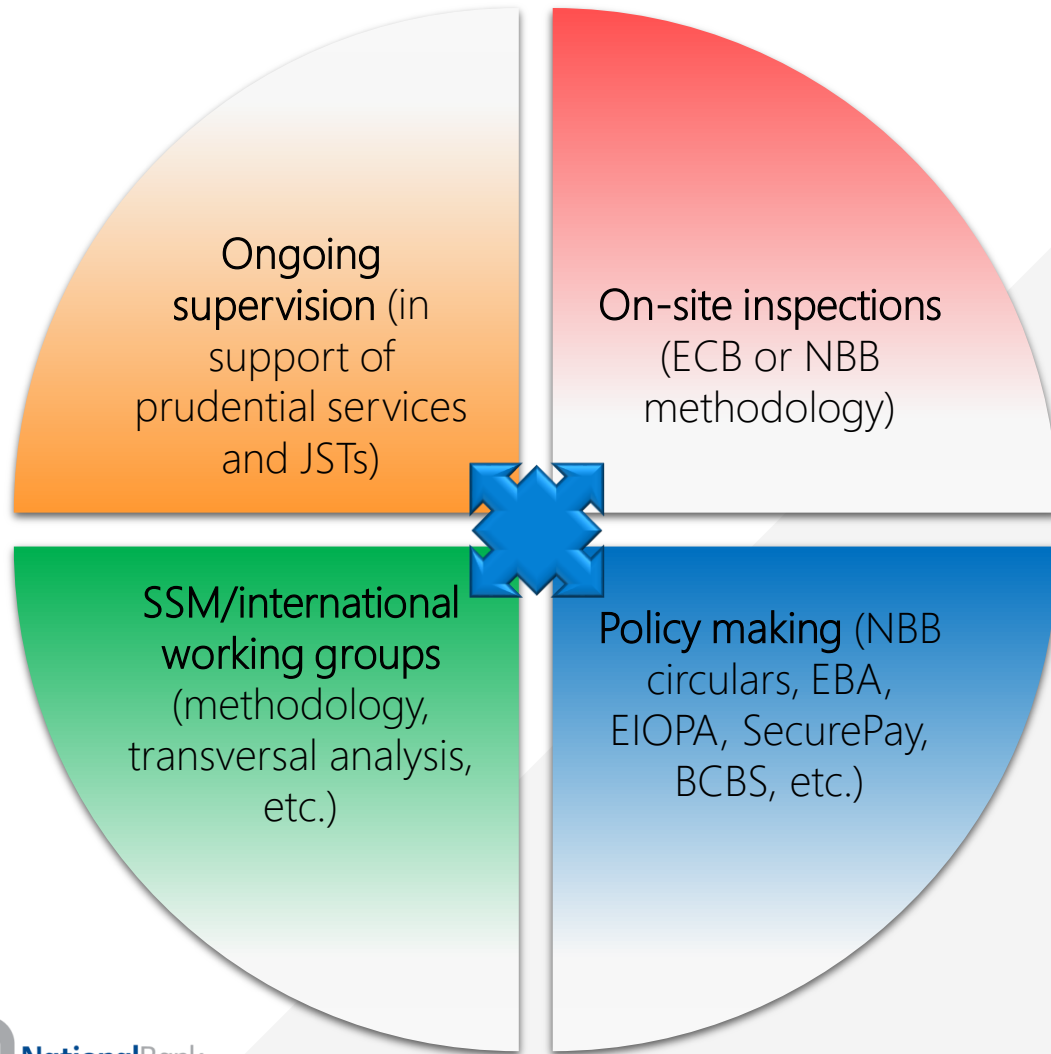 Ongoing
supervision (in
support of
prudential services
and JSTs)
On-site inspections
(ECB or NBB
methodology)
SSM/international
working groups
(methodology,
transversal analysis,
etc.)
Policy making (NBB
circulars, EBA,
EIOPA, SecurePay,
BCBS, etc.)
NationalBank